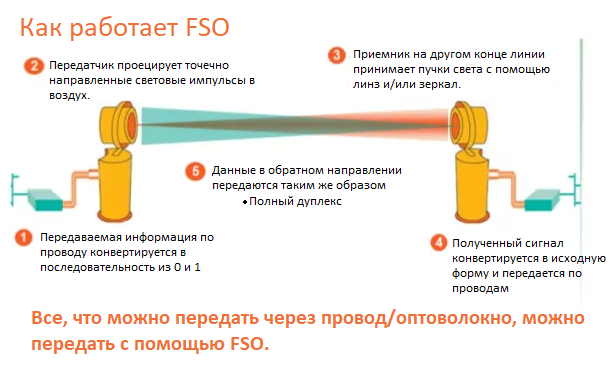 Как работает FSO
2
Передатчик проецирует точечно
направленные световые импульсы в
воздух.
3
Приемник на другом конце линии
принимает пучки света с помощью
линз и/или зеркал.
5
Данные в обратном направлении
передаются таким же образом
•Полный дуплекс
1
Передаваемая информация по
проводу конвертируется в
последовательность из 0 и 1
4
Полученный сигнал
конвертируется в исходную
форму и передается по
проводам
Все, что можно передать через провод/оптоволокно, можно
передать с помощью FSO.